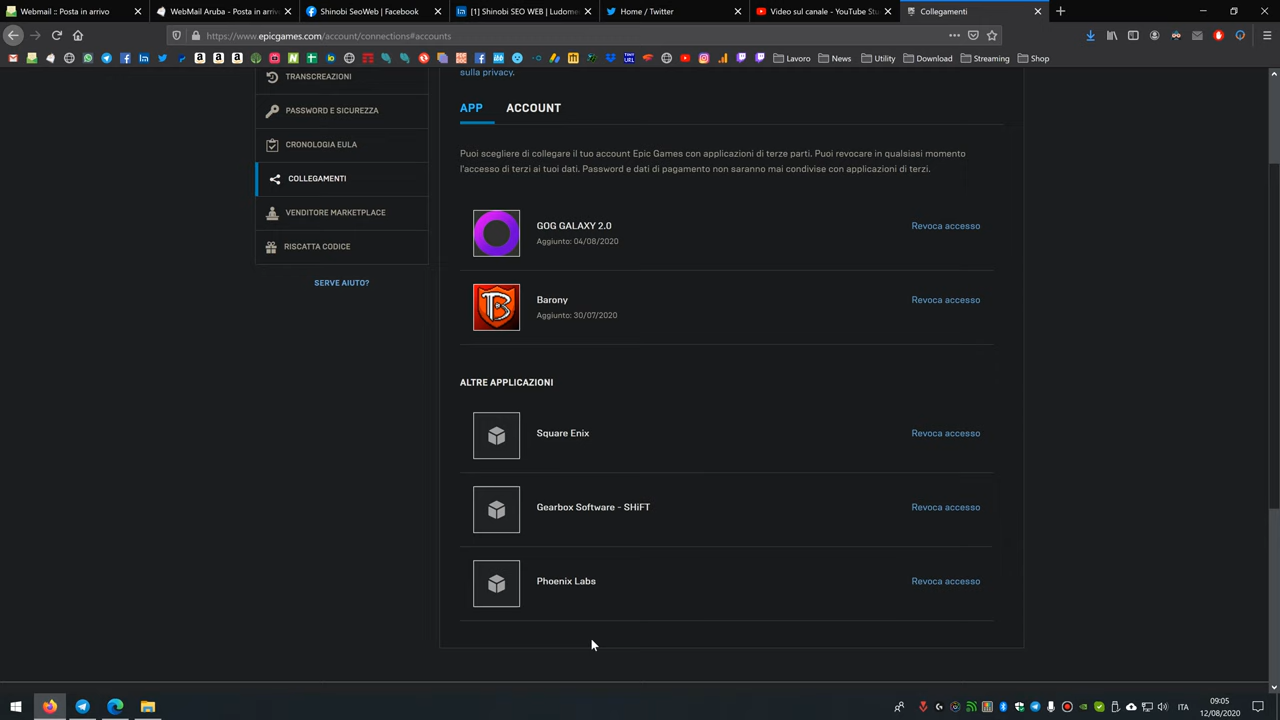 Webmail :: Posta in arrivo
WebMail Aruba - Posta in arriv
Shinobi SeoWeb | Facebook
[1] Shinobi SEO WEB | Ludome
Home / Twitter
Video sul canale - YouTube Stu
Collegamenti
https://www.epicgames.com/account/connections#accounts
Lavoro
News
Utility
Download
Streaming
Shop
TRANSCREAZIONI
PASSWORD E SICUREZZA
CRONOLOGIA EULA
COLLEGAMENTI
VENDITORE MARKETPLACE
RISCATTA CODICE
SERVE AIUTO?
sulla privacy.
APP
ACCOUNT
Puoi scegliere di collegare il tuo account Epic Games con applicazioni di terze parti. Puoi revocare in qualsiasi momento
l'accesso di terzi ai tuoi dati. Password e dati di pagamento non saranno mai condivise con applicazioni di terzi.
GOG GALAXY 2.0
Revoca accesso
Aggiunto: 04/08/2020
Barony
Revoca accesso
Aggiunto: 30/07/2020
ALTRE APPLICAZIONI
Square Enix
Revoca accesso
Gearbox Software - SHiFT
Revoca accesso
Phoenix Labs
Revoca accesso
ITA
09:05
12/08/2020